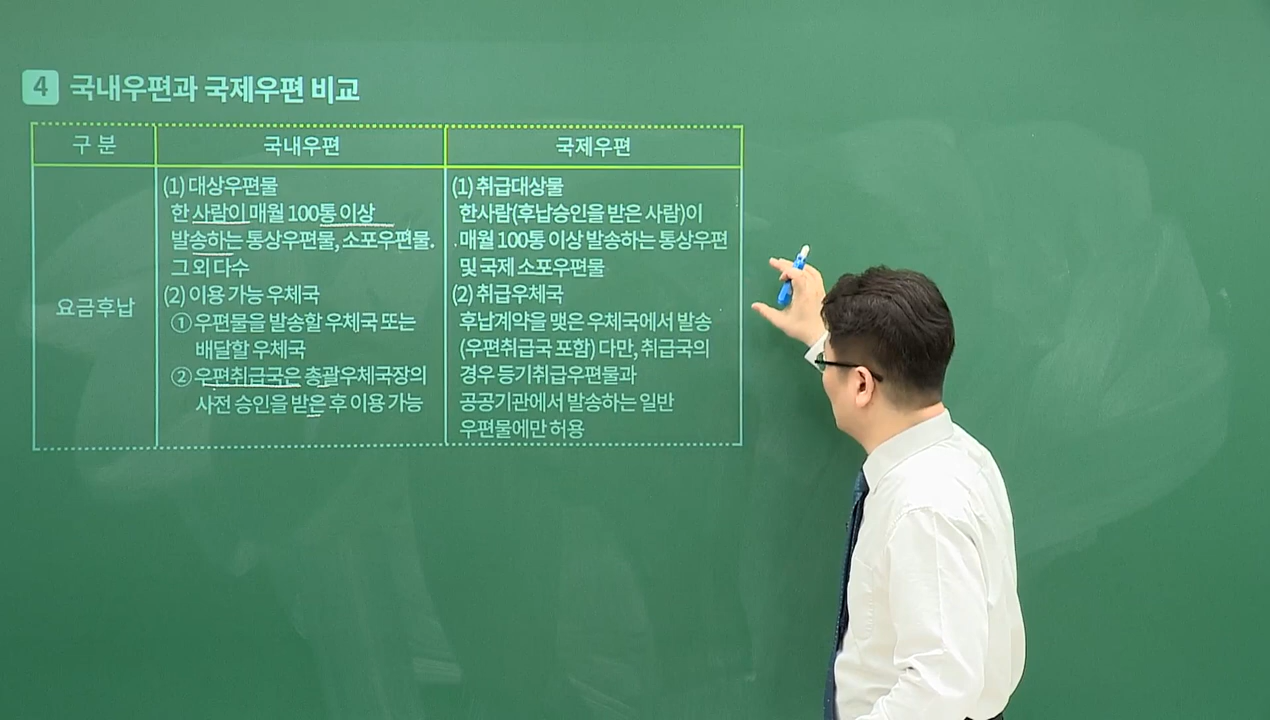 4 국내우편과 국제우편 비교
구 분
국내우편
국제우편
요금후납
(1) 대상우편물
한 사람이 매월 100통 이상
발송하는 통상우편물, 소포우편물.
그 외 다수
(2) 이용 가능 우체국
① 우편물을 발송할 우체국 또는
배달할 우체국
② 우편취급국은 총괄우체국장의
사전 승인을 받은 후 이용 가능
(1) 취급대상물
한사람(후납승인을 받은 사람)이
매월 100통 이상 발송하는 통상우편
및 국제 소포우편물
(2) 취급우체국
후납계약을 맺은 우체국에서 발송
(우편취급국 포함) 다만, 취급국의
경우 등기취급우편물과
공공기관에서 발송하는 일반
우편물에만 허용